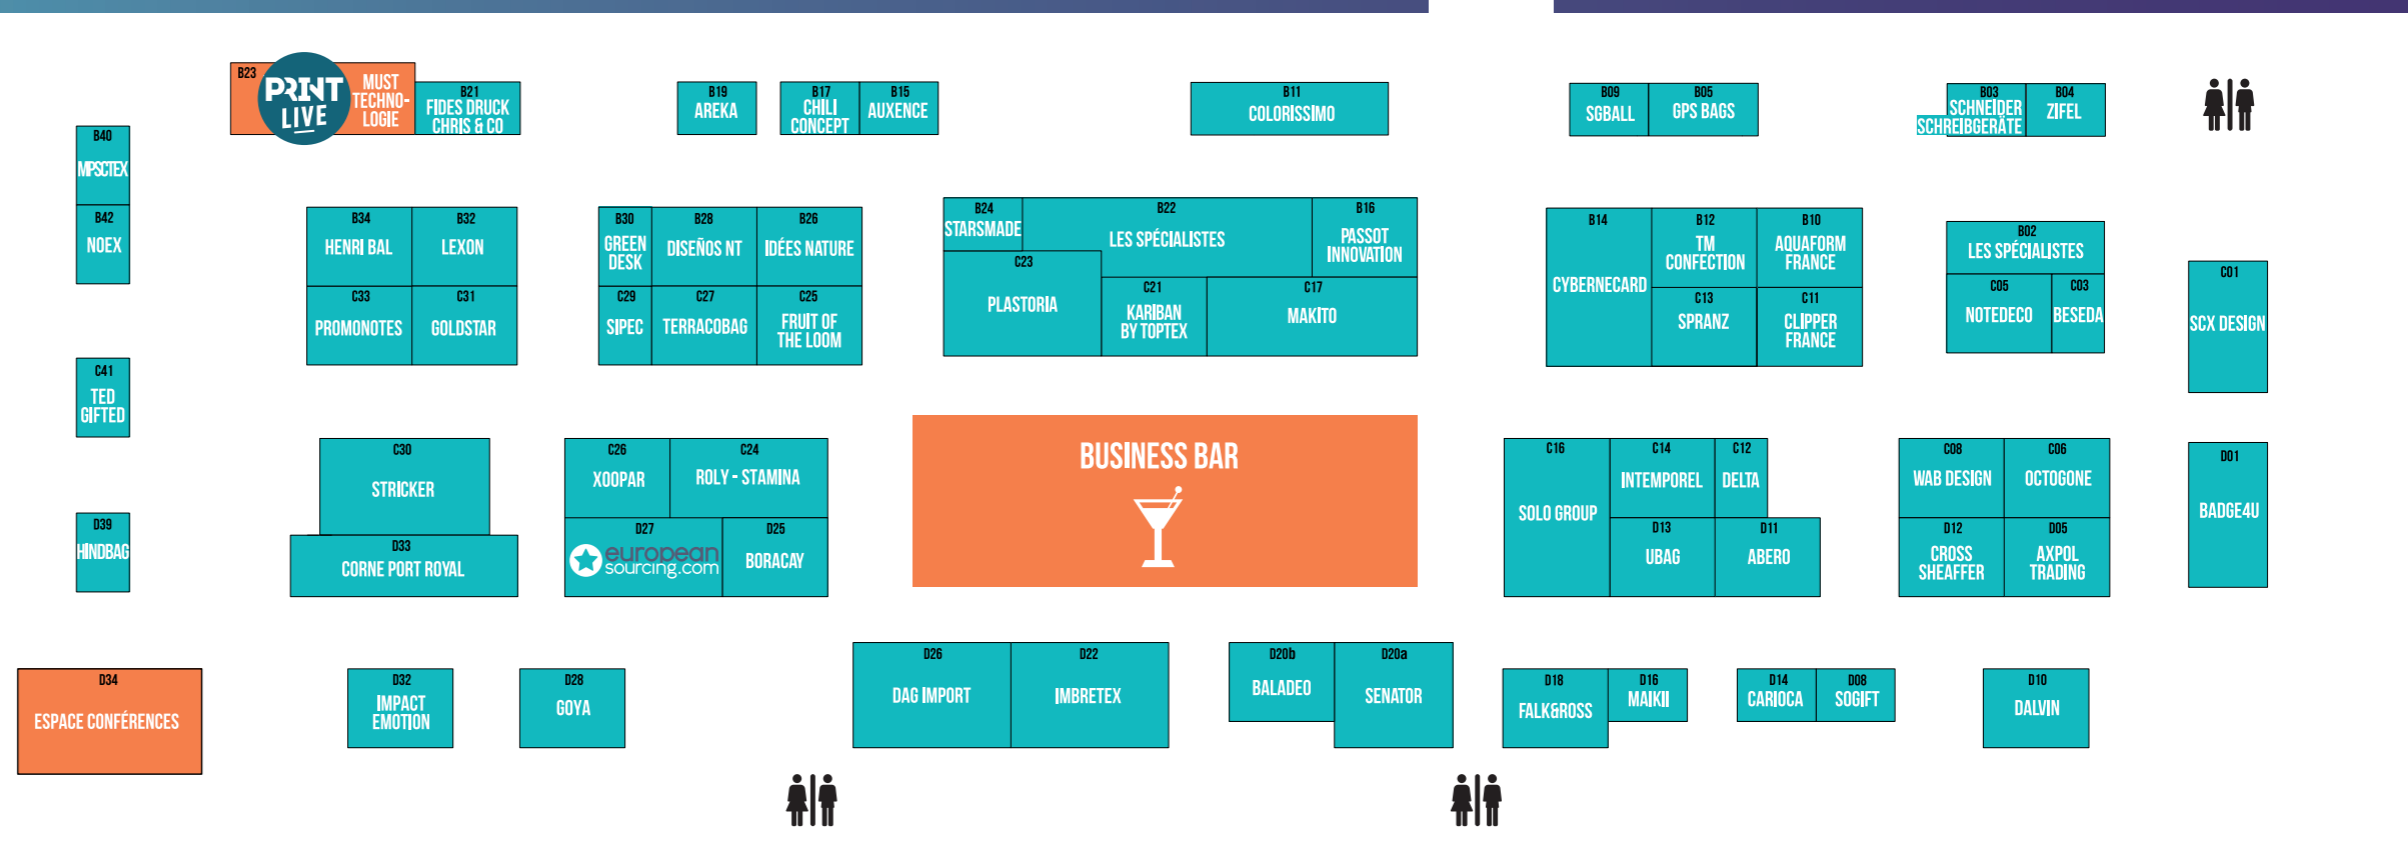 B23
PRINT
LIVE
MUST
TECHNO-
LOGIE
B21
FIDES DRUCK
CHRIS & CO
B19
AREKA
B17
CHILI
CONCEPT
B15
AUXENCE
B11
COLORISSIMO
B09
SGBALL
B05
GPS BAGS
B03
SCHNEIDER
SCHREIBGERÄTE
B04
ZIFEL
B40
MPSCTEX
B42
NOEX
B34
HENRI BAL
B32
LEXON
C33
PROMONOTES
C31
GOLDSTAR
B30
GREEN
DESK
B28
DISEÑOS NT
B26
IDÉES NATURE
C29
SIPEC
C27
TERRACOBAG
C25
FRUIT OF
THE LOOM
B24
STARSMADE
B22
LES SPÉCIALISTES
B16
PASSOT
INNOVATION
C23
PLASTORIA
C21
KARIBAN
BY TOPTEX
C17
MAKITO
B14
CYBERNECARD
B12
TM
CONFECTION
B10
AQUAFORM
FRANCE
C13
SPRANZ
C11
CLIPPER
FRANCE
B02
LES SPÉCIALISTES
C05
NOTEDECO
C03
BESEDA
C01
SCX DESIGN
C41
TED
GIFTED
C30
STRICKER
D33
CORNE PORT ROYAL
C26
XOOPAR
C24
ROLY - STAMINA
D27
european
sourcing.com
D25
BORACAY
BUSINESS BAR
C16
SOLO GROUP
C14
INTEMPOREL
C12
DELTA
D13
UBAG
D11
ABERO
C08
WAB DESIGN
C06
OCTOGONE
D12
CROSS
SHEAFFER
D05
AXPOL
TRADING
D01
BADGE4U
D39
HINDBAG
D34
ESPACE CONFÉRENCES
D32
IMPACT
EMOTION
D28
GOYA
D26
DAG IMPORT
D22
IMBRETEX
D20b
BALADEO
D20a
SENATOR
D18
FALK&ROSS
D16
MAIKII
D14
CARIOCA
D08
SOGIFT
D10
DALVIN